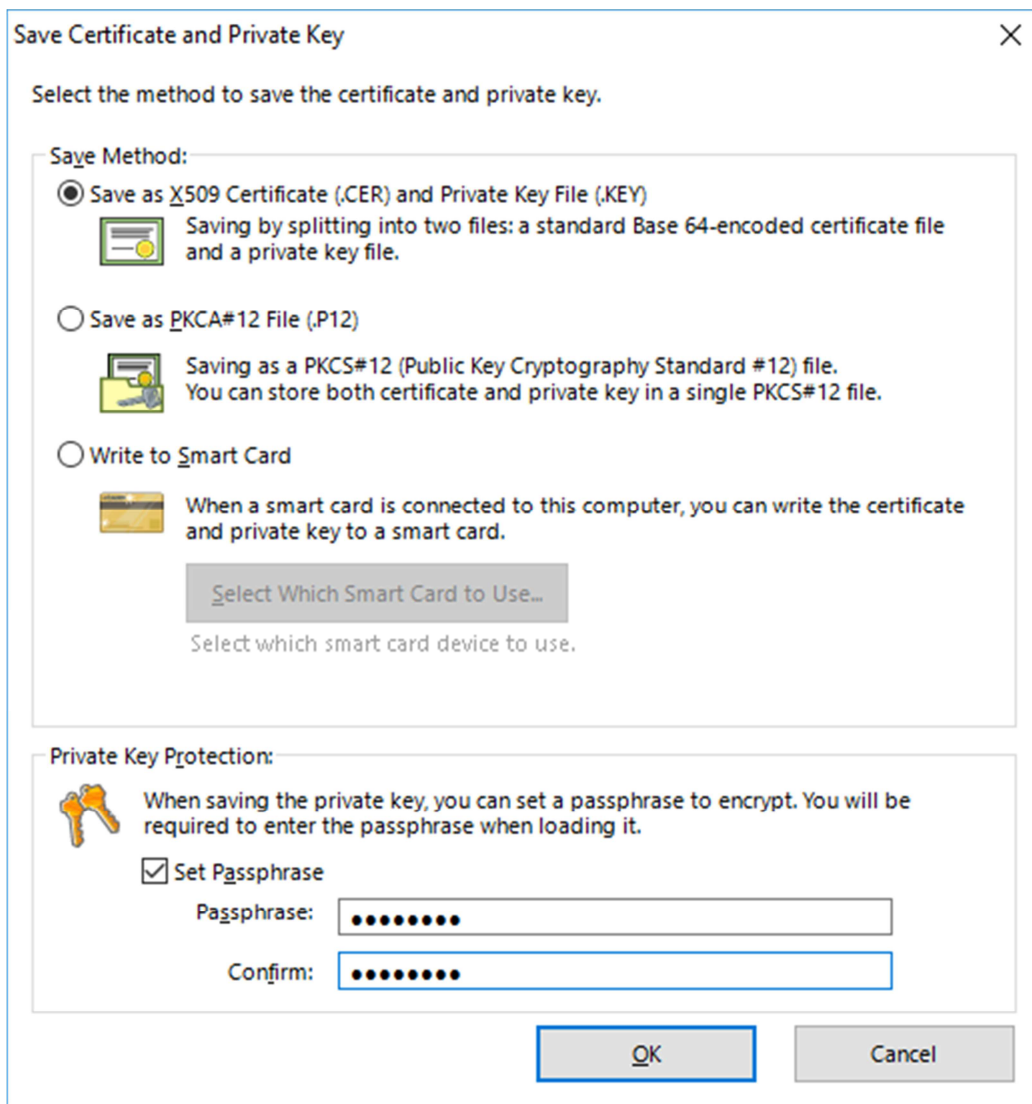 Save Certificate and Private Key
Select the method to save the certificate and private key.
Save Method:
Save as X509 Certificate (.CER) and Private Key File (.KEY)
Saving by splitting into two files: a standard Base 64-encoded certificate file
and a private key file.
Save as PKCA#12 File (.P12)
Saving as a PKCS#12 (Public Key Cryptography Standard #12) file.
You can store both certificate and private key in a single PKCS#12 file.
Write to Smart Card
When a smart card is connected to this computer, you can write the certificate
and private key to a smart card.
Select Which Smart Card to Use...
Select which smart card device to use.
Private Key Protection:
When saving the private key, you can set a passphrase to encrypt. You will be
required to enter the passphrase when loading it.
Set Passphrase
Passphrase: ●●●●●●●●
Confirm: ●●●●●●●●
OK Cancel